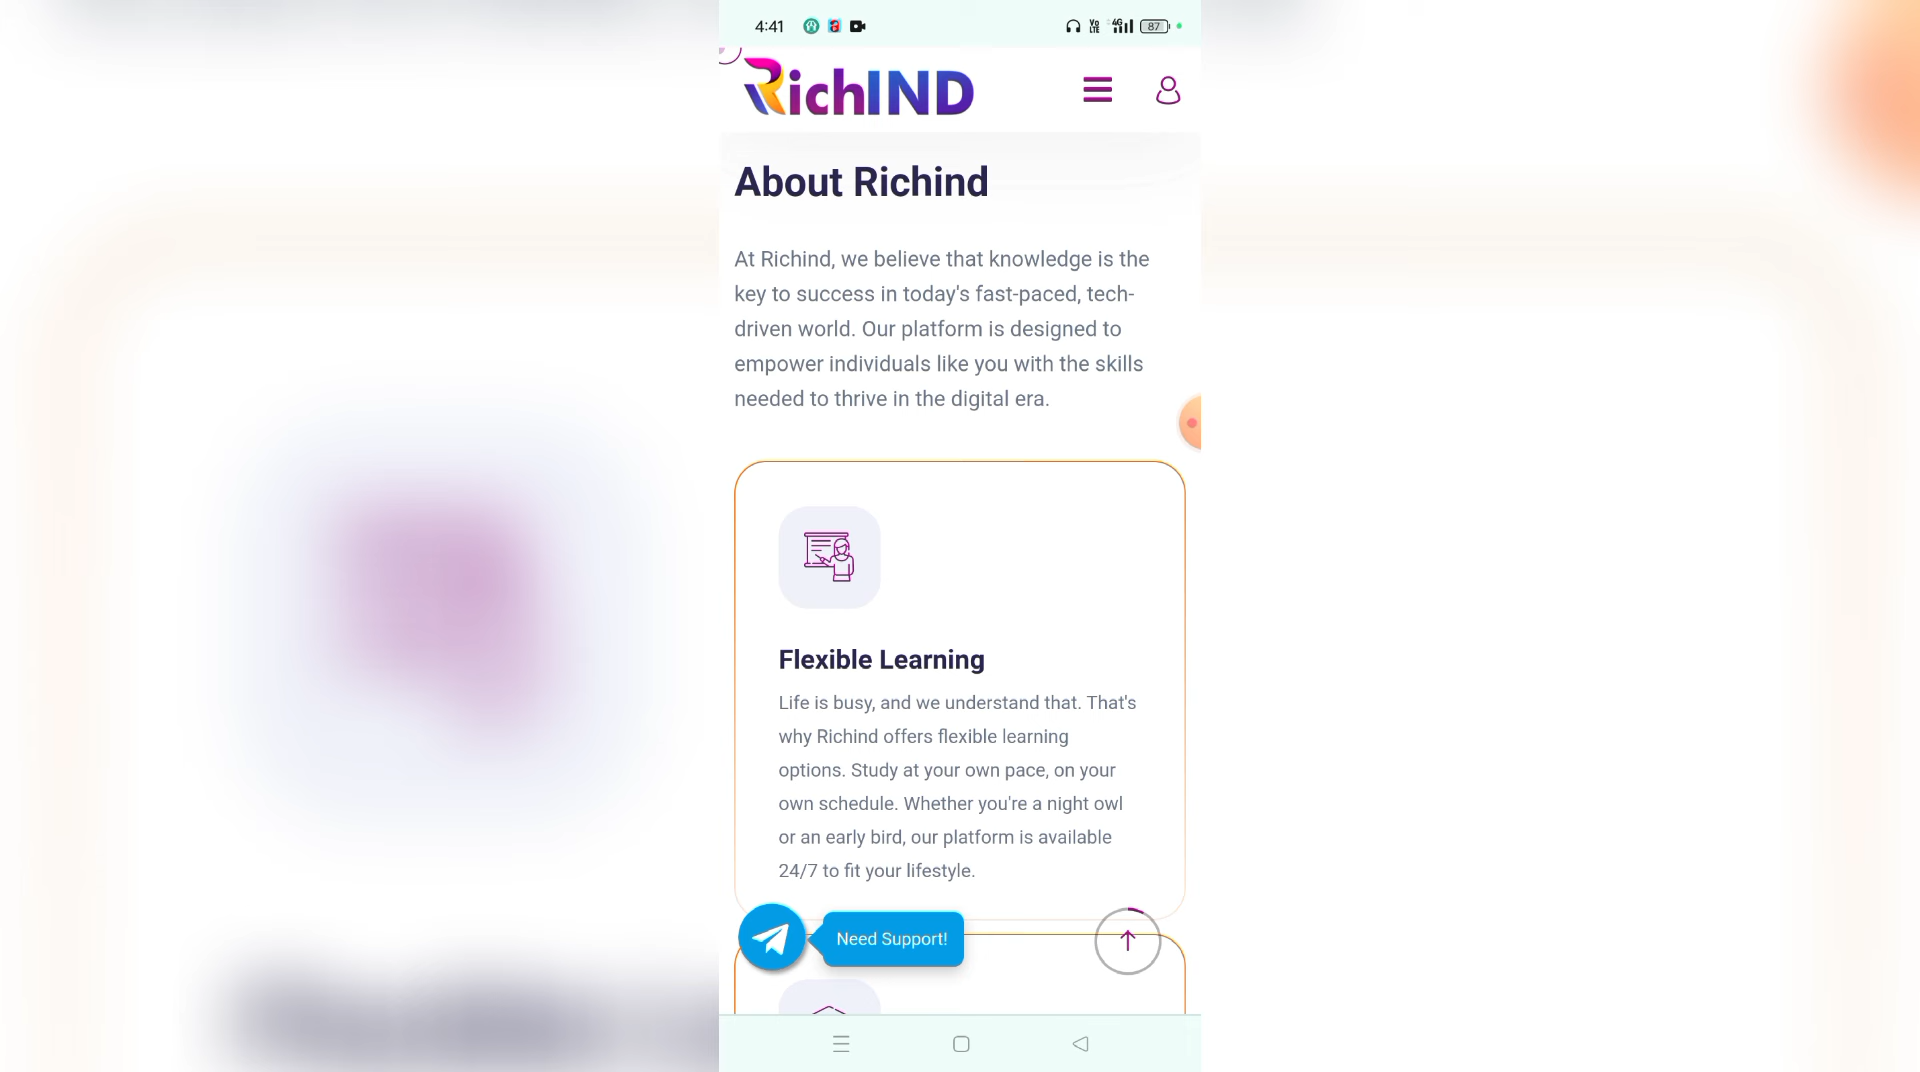 4:41
Vo LTE 4G 87
RichIND
About Richind
At Richind, we believe that knowledge is the
key to success in today's fast-paced, tech-
driven world. Our platform is designed to
empower individuals like you with the skills
needed to thrive in the digital era.
Flexible Learning
Life is busy, and we understand that. That's
why Richind offers flexible learning
options. Study at your own pace, on your
own schedule. Whether you're a night owl
or an early bird, our platform is available
24/7 to fit your lifestyle.
Need Support!